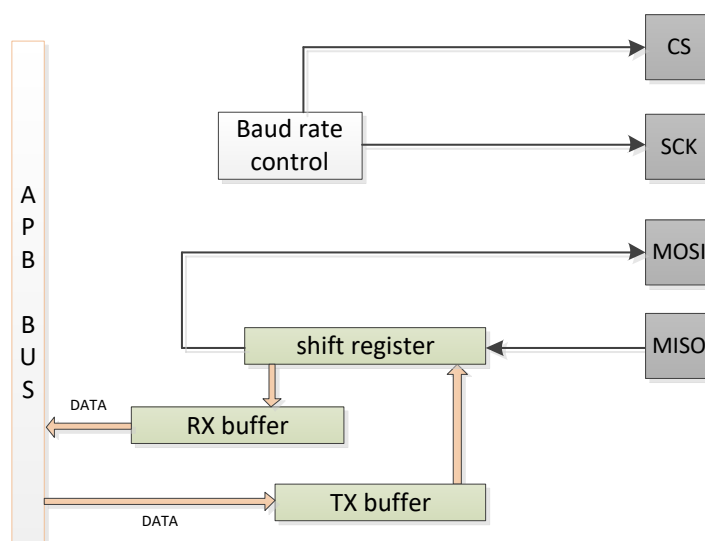 CS
Baud rate
control
SCK
A
P
B
B
U
S
MOSI
shift register
MISO
DATA
RX buffer
TX buffer
DATA